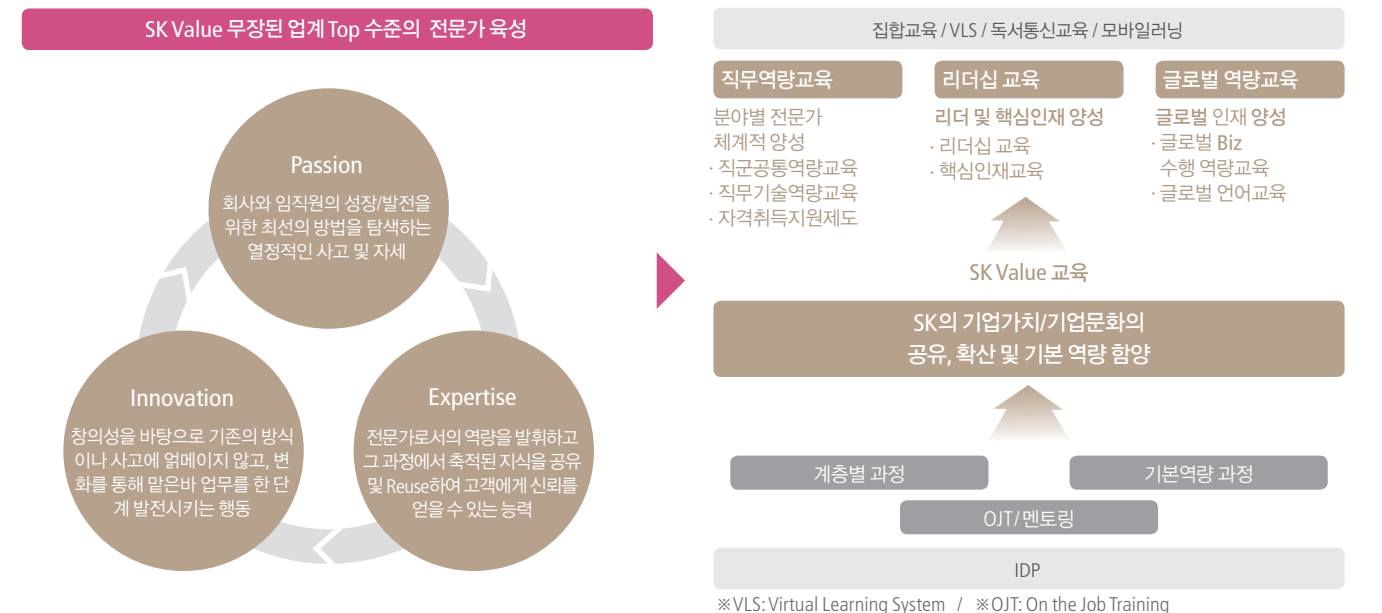 SK Value 무장된 업계 Top 수준의 전문가 육성
Passion
회사와 임직원의 성장/발전을
위한 최선의 방법을 탐색하는
열정적인 사고 및 자세
Innovation
창의성을 바탕으로 기존의 방식
이나 사고에 얽메이지 않고, 변
화를 통해 맡은바 업무를 한 단
계 발전시키는 행동
Expertise
전문가로서의 역량을 발휘하고
그 과정에서 축적된 지식을 공유
및 Reuse하여 고객에게 신뢰를
얻을 수 있는 능력
집합교육 / VLS / 독서통신교육 / 모바일러닝
직무역량교육
분야별 전문가
체계적 양성
· 직군공통역량교육
· 직무기술역량교육
· 자격취득지원제도
리더십 교육
리더 및 핵심인재 양성
· 리더십 교육
· 핵심인재교육
글로벌 역량교육
글로벌 인재 양성
· 글로벌 Biz
수행 역량교육
· 글로벌 언어교육
SK Value 교육
SK의 기업가치/기업문화의
공유, 확산 및 기본 역량 함양
계층별 과정
기본역량 과정
OJT/ 멘토링
IDP
※VLS: Virtual Learning System / ※OJT: On the Job Training